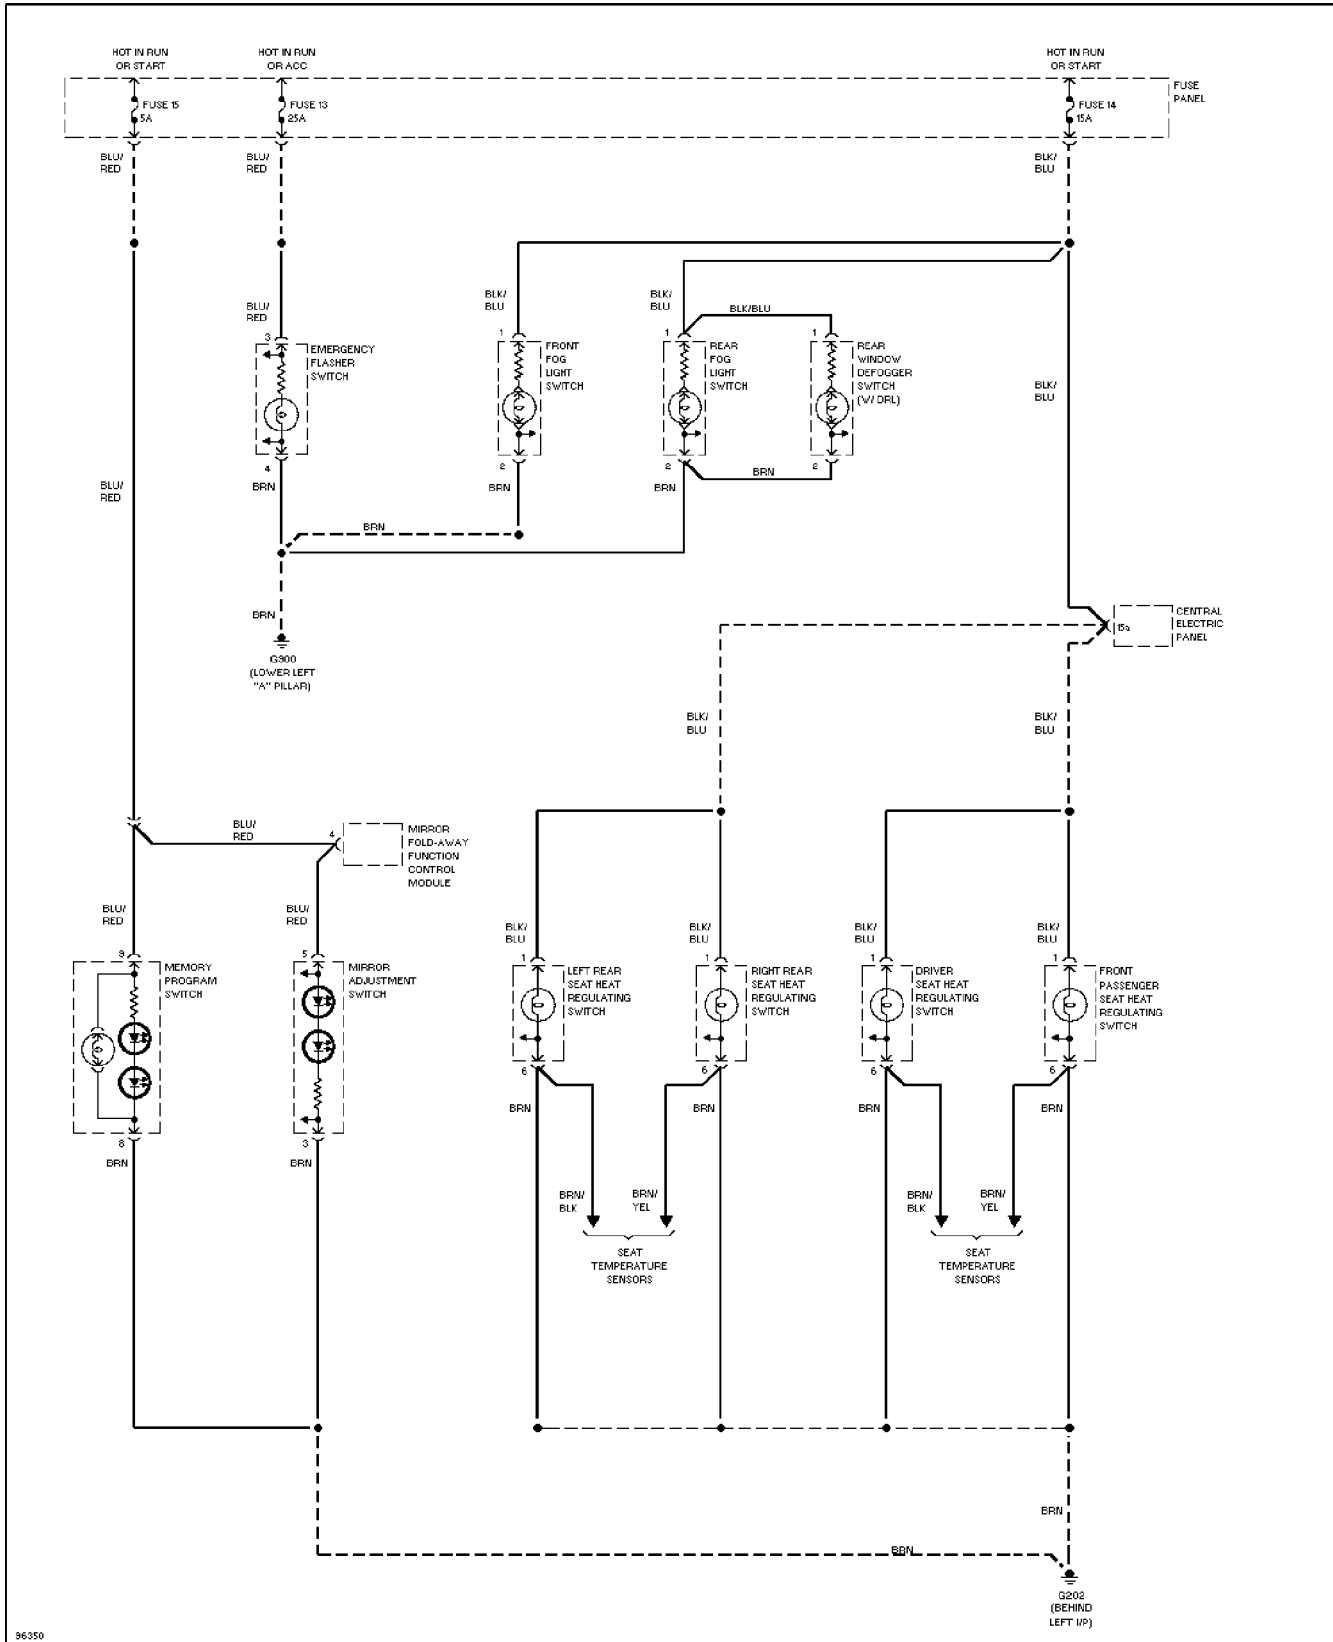 HOT IN RUN
OR START
HOT IN RUN
OR ACC
HOT IN RUN
OR START
FUSE 15
5A
FUSE 13
25A
FUSE 14
15A
FUSE
PANEL
BLU/
RED
BLU/
RED
BLK/
BLU
BLU/
RED
BLK/
BLU
BLK/
BLU
BLK/BLU
3
EMERGENCY
FLASHER
SWITCH
1
FRONT
FOG
LIGHT
SWITCH
1
REAR
FOG
LIGHT
SWITCH
1
REAR
WINDOW
DEFOGGER
SWITCH
(W/ DRL)
BLK/
BLU
4
2
2
2
BLU/
RED
BRN
BRN
BRN
BRN
BRN
BRN
G300
(LOWER LEFT
"A" PILLAR)
15a
CENTRAL
ELECTRIC
PANEL
BLK/
BLU
BLK/
BLU
BLU/
RED
4
MIRROR
FOLD-AWAY
FUNCTION
CONTROL
MODULE
BLU/
RED
BLU/
RED
BLK/
BLU
BLK/
BLU
BLK/
BLU
BLK/
BLU
9
MEMORY
PROGRAM
SWITCH
5
MIRROR
ADJUSTMENT
SWITCH
1
LEFT REAR
SEAT HEAT
REGULATING
SWITCH
1
RIGHT REAR
SEAT HEAT
REGULATING
SWITCH
1
DRIVER
SEAT HEAT
REGULATING
SWITCH
1
FRONT
PASSENGER
SEAT HEAT
REGULATING
SWITCH
6
6
6
6
BRN
BRN
BRN
BRN
8
3
BRN
BRN
BRN/
BLK
BRN/
YEL
BRN/
BLK
BRN/
YEL
SEAT
TEMPERATURE
SENSORS
SEAT
TEMPERATURE
SENSORS
BRN
BRN
G202
(BEHIND
LEFT I/P)
96350